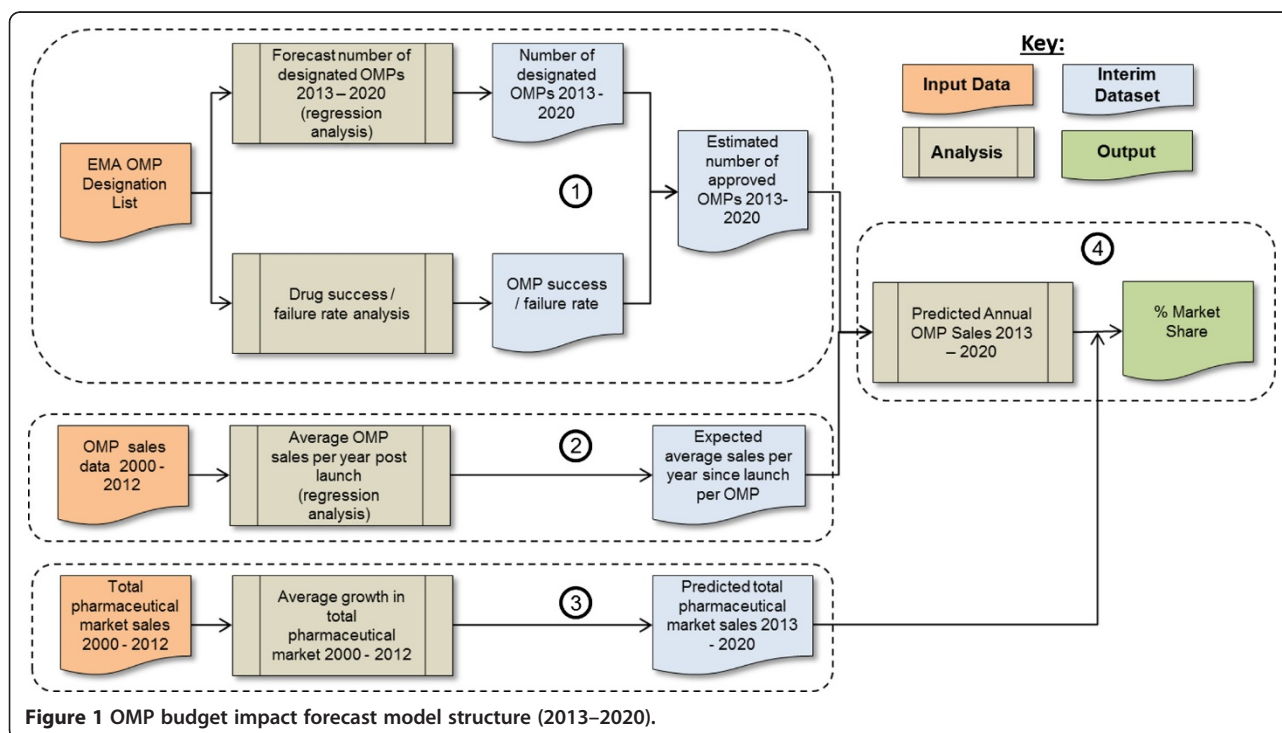 Key:
Input Data
Interim
Dataset
Analysis
Output
EMA OMP
Designation
List
Forecast number of
designated OMPs
2013 – 2020
(regression
analysis)
Number of
designated
OMPs 2013 -
2020
Drug success /
failure rate analysis
OMP success
/ failure rate
1
Estimated
number of
approved
OMPs 2013-
2020
OMP sales
data 2000 -
2012
Average OMP
sales per year post
launch
(regression
analysis)
2
Expected
average sales per
year since launch
per OMP
Total
pharmaceutical
market sales
2000 - 2012
Average growth in
total
pharmaceutical
market 2000 - 2012
3
Predicted total
pharmaceutical
market sales 2013
- 2020
4
Predicted Annual
OMP Sales 2013
– 2020
% Market
Share
Figure 1 OMP budget impact forecast model structure (2013–2020).